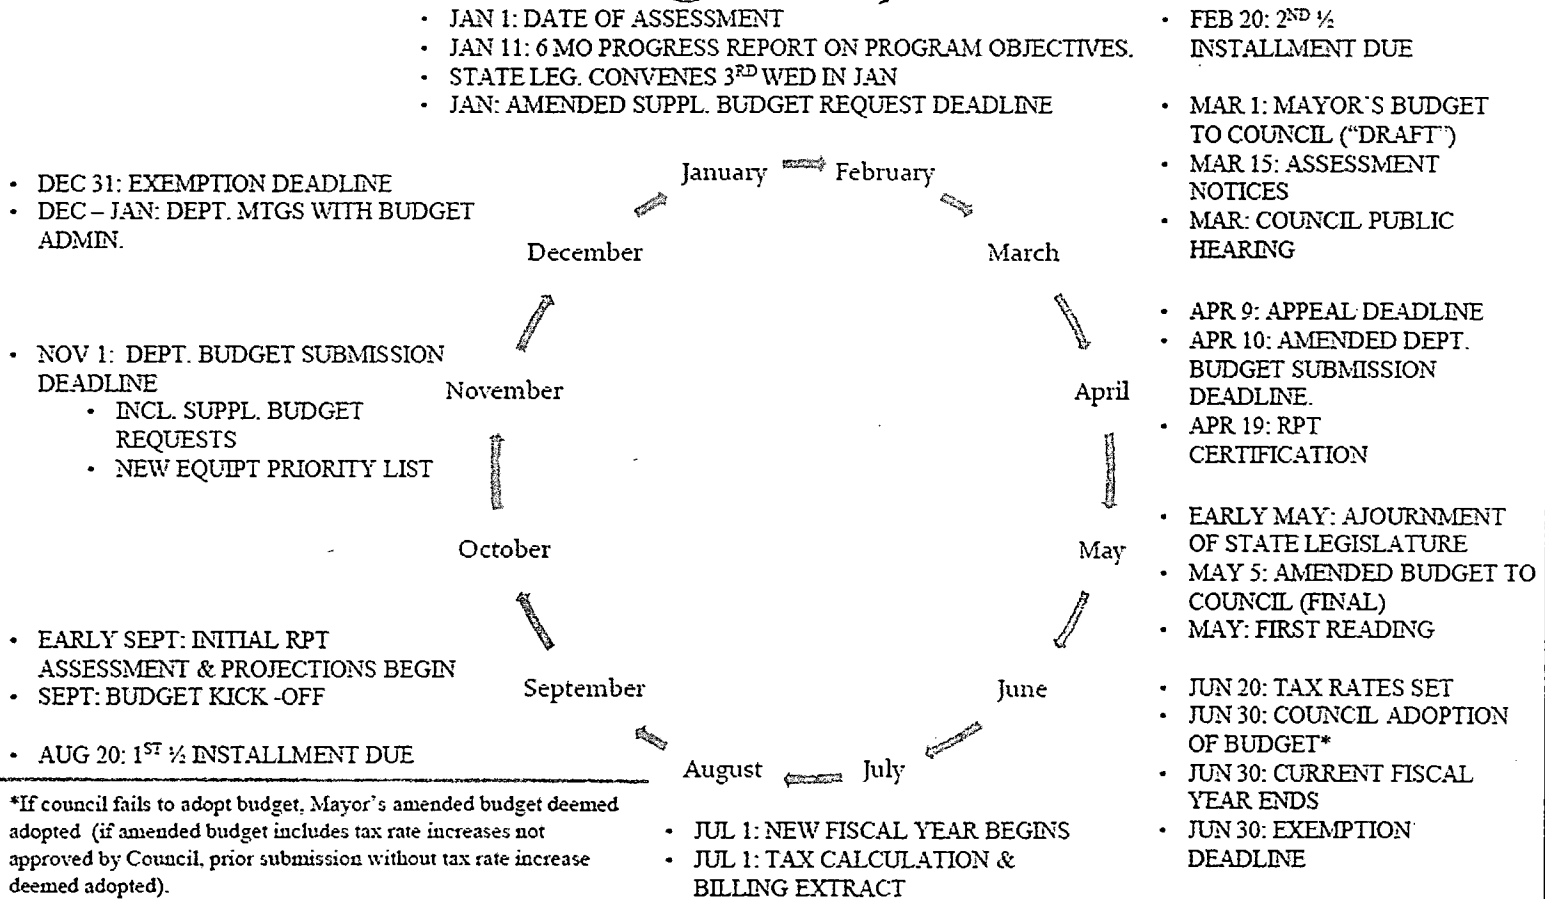 • JAN 1: DATE OF ASSESSMENT
• JAN 11: 6 MO PROGRESS REPORT ON PROGRAM OBJECTIVES.
• STATE LEG. CONVENES 3RD WED IN JAN
• JAN: AMENDED SUPPL. BUDGET REQUEST DEADLINE
• FEB 20: 2ND ½
INSTALLMENT DUE
• MAR 1: MAYOR'S BUDGET
TO COUNCIL ("DRAFT")
• MAR 15: ASSESSMENT
NOTICES
• MAR: COUNCIL PUBLIC
HEARING
• APR 9: APPEAL DEADLINE
• APR 10: AMENDED DEPT.
BUDGET SUBMISSION
DEADLINE.
• APR 19: RPT
CERTIFICATION
• EARLY MAY: AJOURNMENT
OF STATE LEGISLATURE
• MAY 5: AMENDED BUDGET TO
COUNCIL (FINAL)
• MAY: FIRST READING
• JUN 20: TAX RATES SET
• JUN 30: COUNCIL ADOPTION
OF BUDGET*
• JUN 30: CURRENT FISCAL
YEAR ENDS
• JUN 30: EXEMPTION
DEADLINE
January
February
March
April
May
June
July
August
September
October
November
December
• JUL 1: NEW FISCAL YEAR BEGINS
• JUL 1: TAX CALCULATION &
BILLING EXTRACT
• DEC 31: EXEMPTION DEADLINE
• DEC – JAN: DEPT. MTGS WITH BUDGET
ADMIN.
• NOV 1: DEPT. BUDGET SUBMISSION
DEADLINE
• INCL. SUPPL. BUDGET
REQUESTS
• NEW EQUIPT PRIORITY LIST
• EARLY SEPT: INITIAL RPT
ASSESSMENT & PROJECTIONS BEGIN
• SEPT: BUDGET KICK -OFF
• AUG 20: 1ST ½ INSTALLMENT DUE
*If council fails to adopt budget, Mayor's amended budget deemed
adopted (if amended budget includes tax rate increases not
approved by Council, prior submission without tax rate increase
deemed adopted).